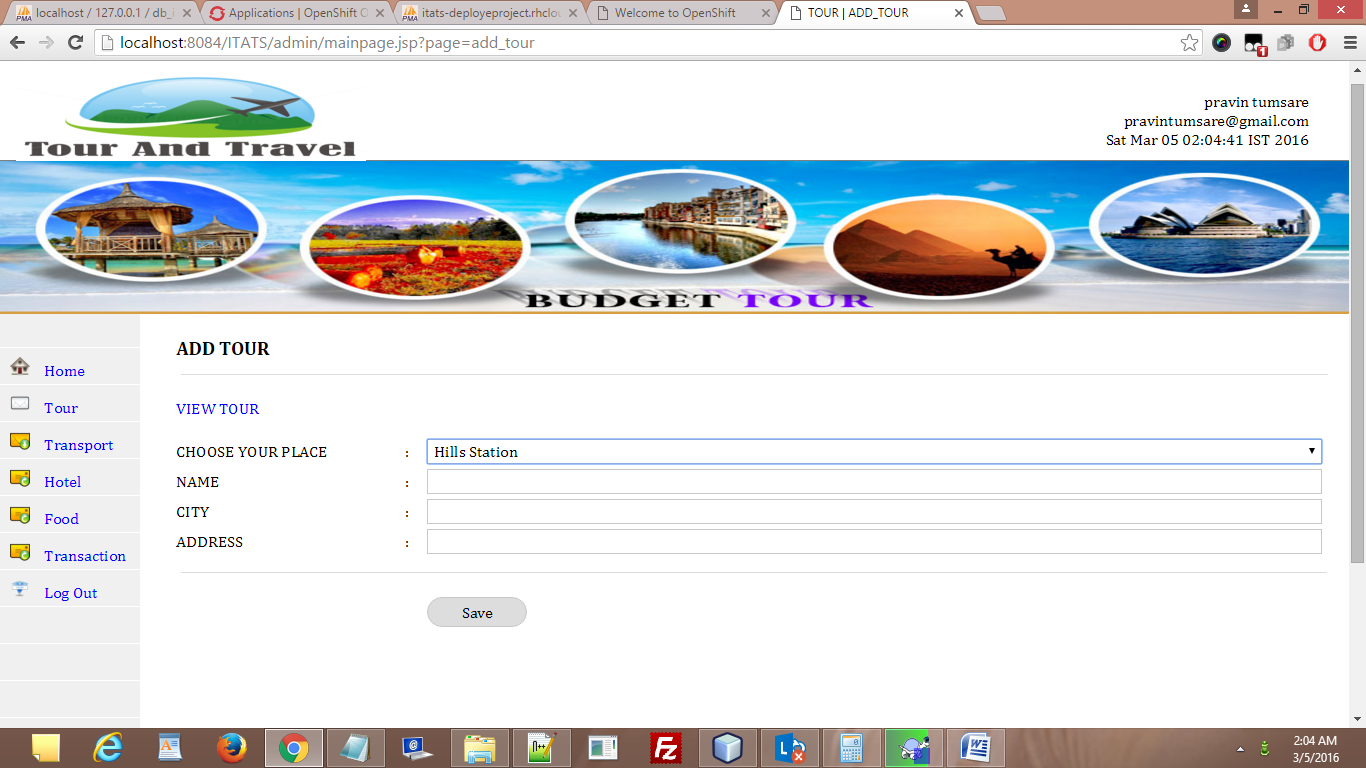 localhost / 127.0.0.1 / db_i
Applications | OpenShift O
itats-deployeproject.rhclou
Welcome to OpenShift
TOUR | ADD_TOUR
localhost:8084/ITATS/admin/mainpage.jsp?page=add_tour
1
Tour And Travel
pravin tumsare
pravintumsare@gmail.com
Sat Mar 05 02:04:41 IST 2016
BUDGET TOUR
Home
Tour
Transport
Hotel
Food
Transaction
Log Out
ADD TOUR
VIEW TOUR
CHOOSE YOUR PLACE : Hills Station
NAME :
CITY :
ADDRESS :
Save
2:04 AM
3/5/2016